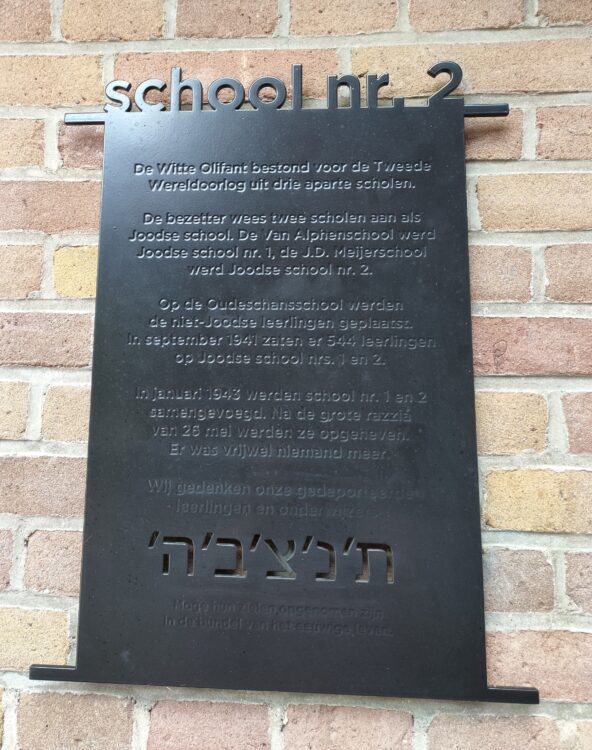 school nr. 2
De Witte Olifant bestond voor de Tweede
Wereldoorlog uit drie aparte scholen.
De bezetter wees twee scholen aan als
Joodse school. De Van Alphenschool werd
Joodse school nr. 1, de J.D. Meijerschool
werd Joodse school nr. 2.
Op de Oudeschansschool werden
de niet-Joodse leerlingen geplaatst.
In september 1941 zaten er 544 leerlingen
op Joodse school nrs. 1 en 2.
In januari 1943 werden school nr. 1 en 2
samengevoegd. Na de grote razzia
van 26 mei werden ze opgeheven.
Er was vrijwel niemand meer.
Wij gedenken onze gedeporteerde
leerlingen en onderwijzers.
ת'נ'צ'ב'ה'
Moge hun zielen opgenomen zijn
in de bundel van het eeuwige leven.